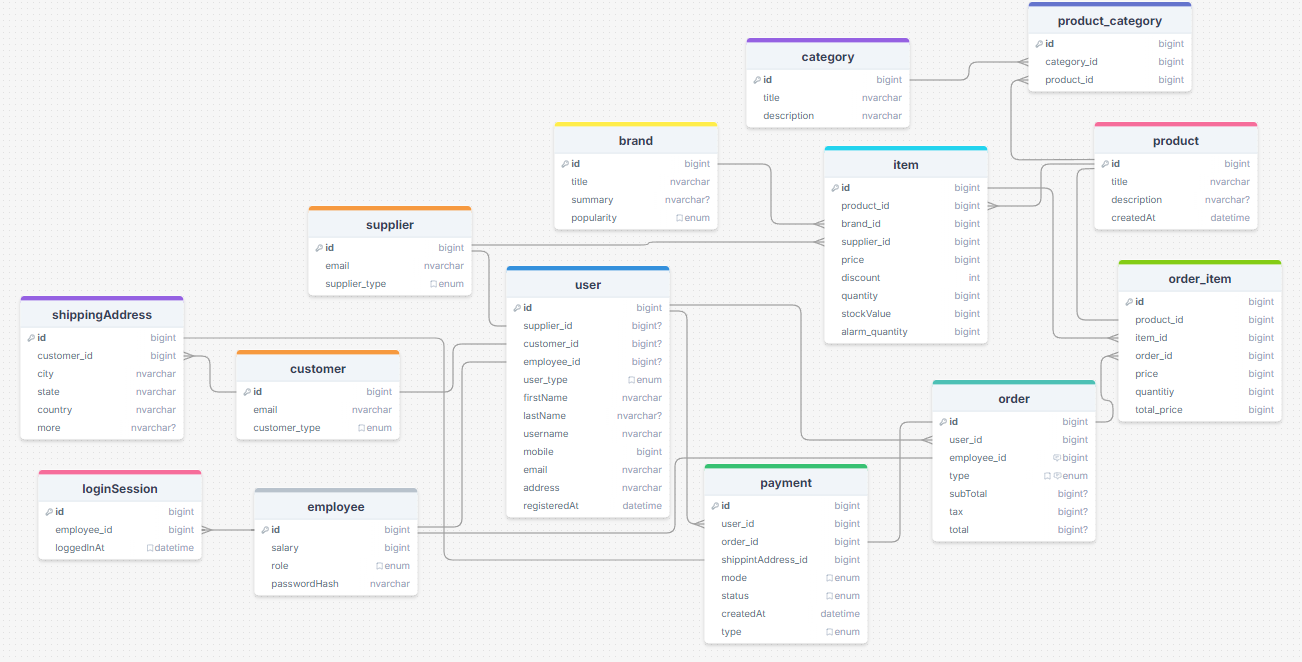 product_category
id bigint
category_id bigint
product_id bigint
category
id bigint
title nvarchar
description nvarchar
brand
id bigint
title nvarchar
summary nvarchar?
popularity enum
item
id bigint
product_id bigint
brand_id bigint
supplier_id bigint
price bigint
discount int
quantity bigint
stockValue bigint
alarm_quantity bigint
product
id bigint
title nvarchar
description nvarchar?
createdAt datetime
supplier
id bigint
email nvarchar
supplier_type enum
user
id bigint
supplier_id bigint?
customer_id bigint?
employee_id bigint?
user_type enum
firstName nvarchar
lastName nvarchar?
username nvarchar
mobile bigint
email nvarchar
address nvarchar
registeredAt datetime
order_item
id bigint
product_id bigint
item_id bigint
order_id bigint
price bigint
quantitiy bigint
total_price bigint
shippingAddress
id bigint
customer_id bigint
city nvarchar
state nvarchar
country nvarchar
more nvarchar?
customer
id bigint
email nvarchar
customer_type enum
order
id bigint
user_id bigint
employee_id bigint
type enum
subTotal bigint?
tax bigint?
total bigint?
loginSession
id bigint
employee_id bigint
loggedInAt datetime
employee
id bigint
salary bigint
role enum
passwordHash nvarchar
payment
id bigint
user_id bigint
order_id bigint
shippintAddress_id bigint
mode enum
status enum
createdAt datetime
type enum